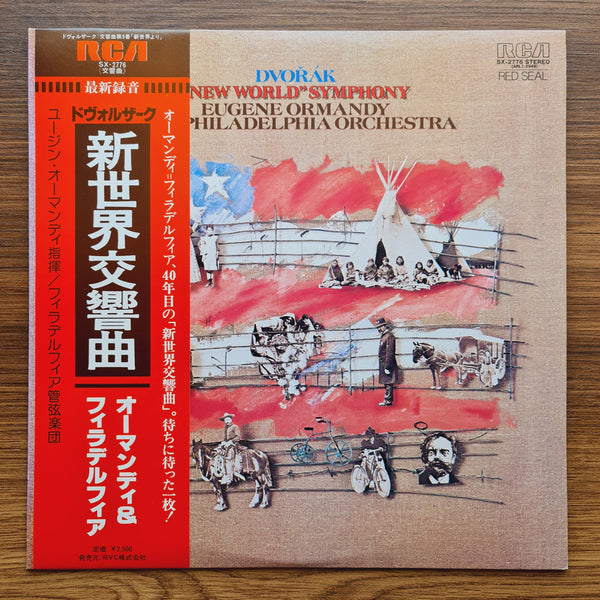 ドヴォルザーク/交響曲第9番「新世界より」
RCA
SX-2776
(交響曲)
最新録音
ドヴォルザーク
新世界交響曲
オーマンディ&
フィラデルフィア
ユージン・オーマンディ指揮/フィラデルフィア管弦楽団
オーマンディ=フィラデルフィア、40年目の「新世界交響曲」。待ちに待った一枚!
定価 ¥2,500
発売元 RVC株式会社
DVOŘÁK
NEW WORLD" SYMPHONY
EUGENE ORMANDY
PHILADELPHIA ORCHESTRA
RCA
SX-2776 STEREO
(ARL1-2949)
RED SEAL